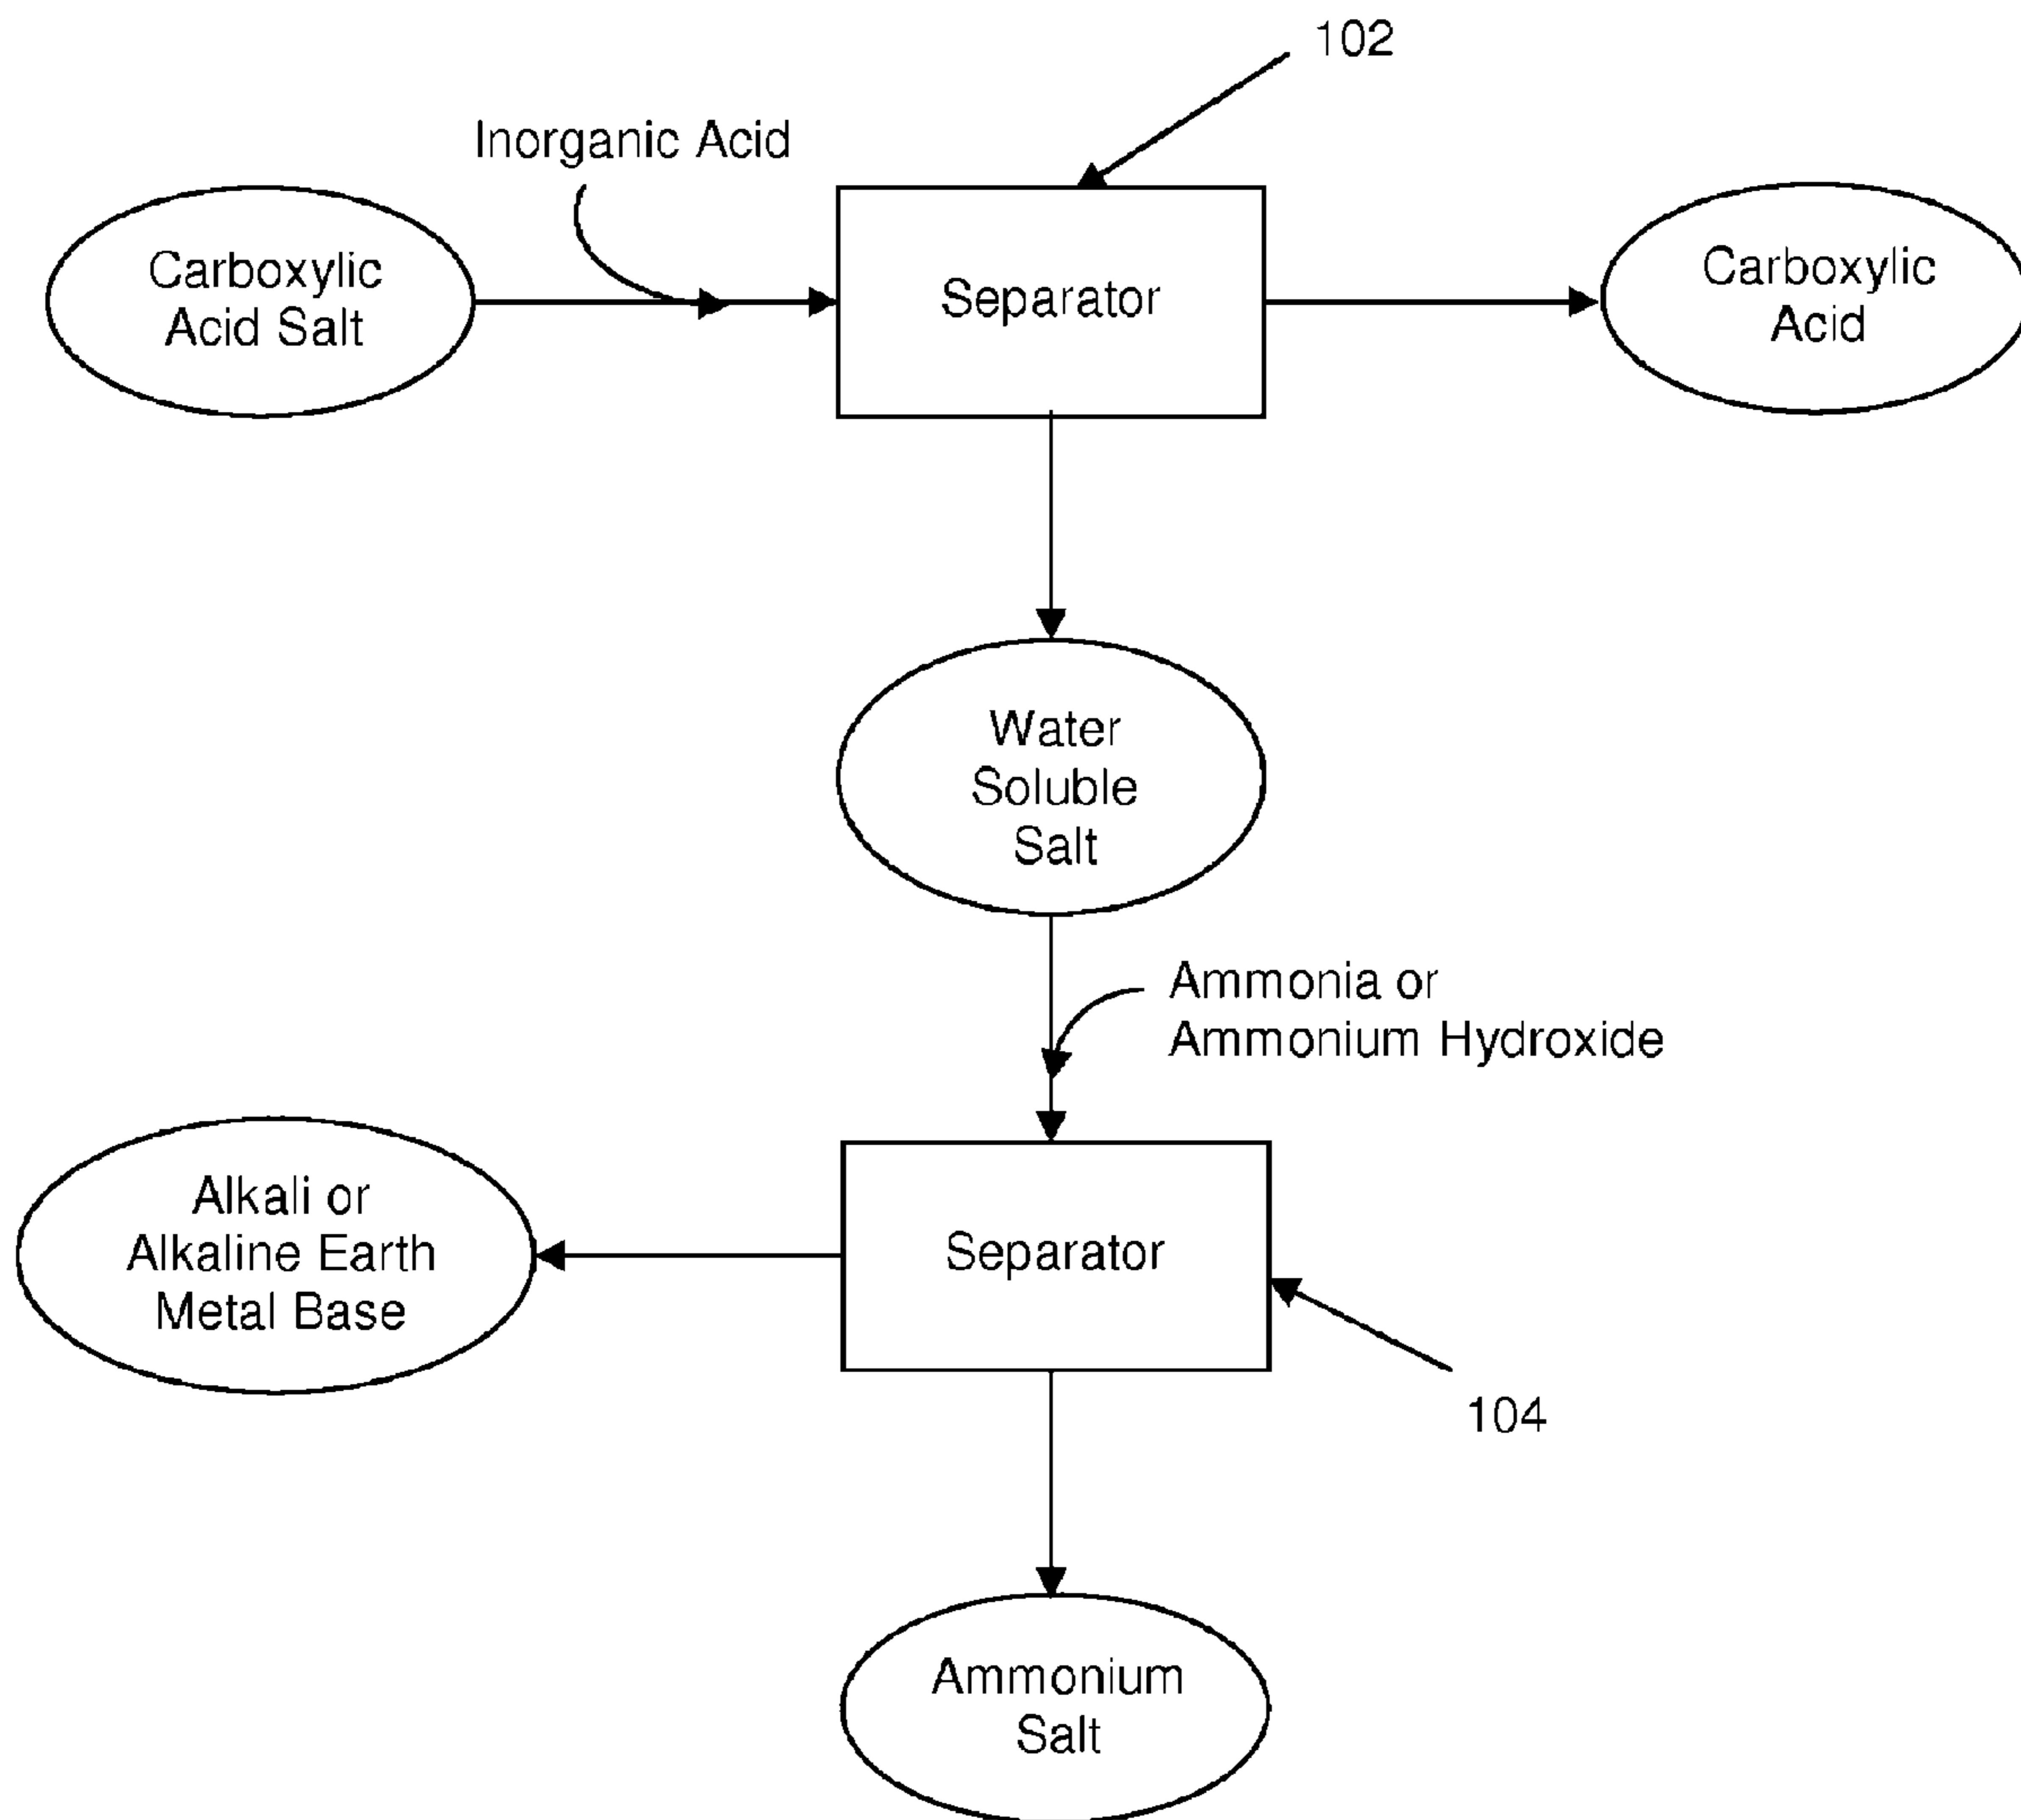 102
Inorganic Acid
Carboxylic
Acid Salt
Separator
Carboxylic
Acid
Water
Soluble
Salt
Ammonia or
Ammonium Hydroxide
Alkali or
Alkaline Earth
Metal Base
Separator
104
Ammonium
Salt